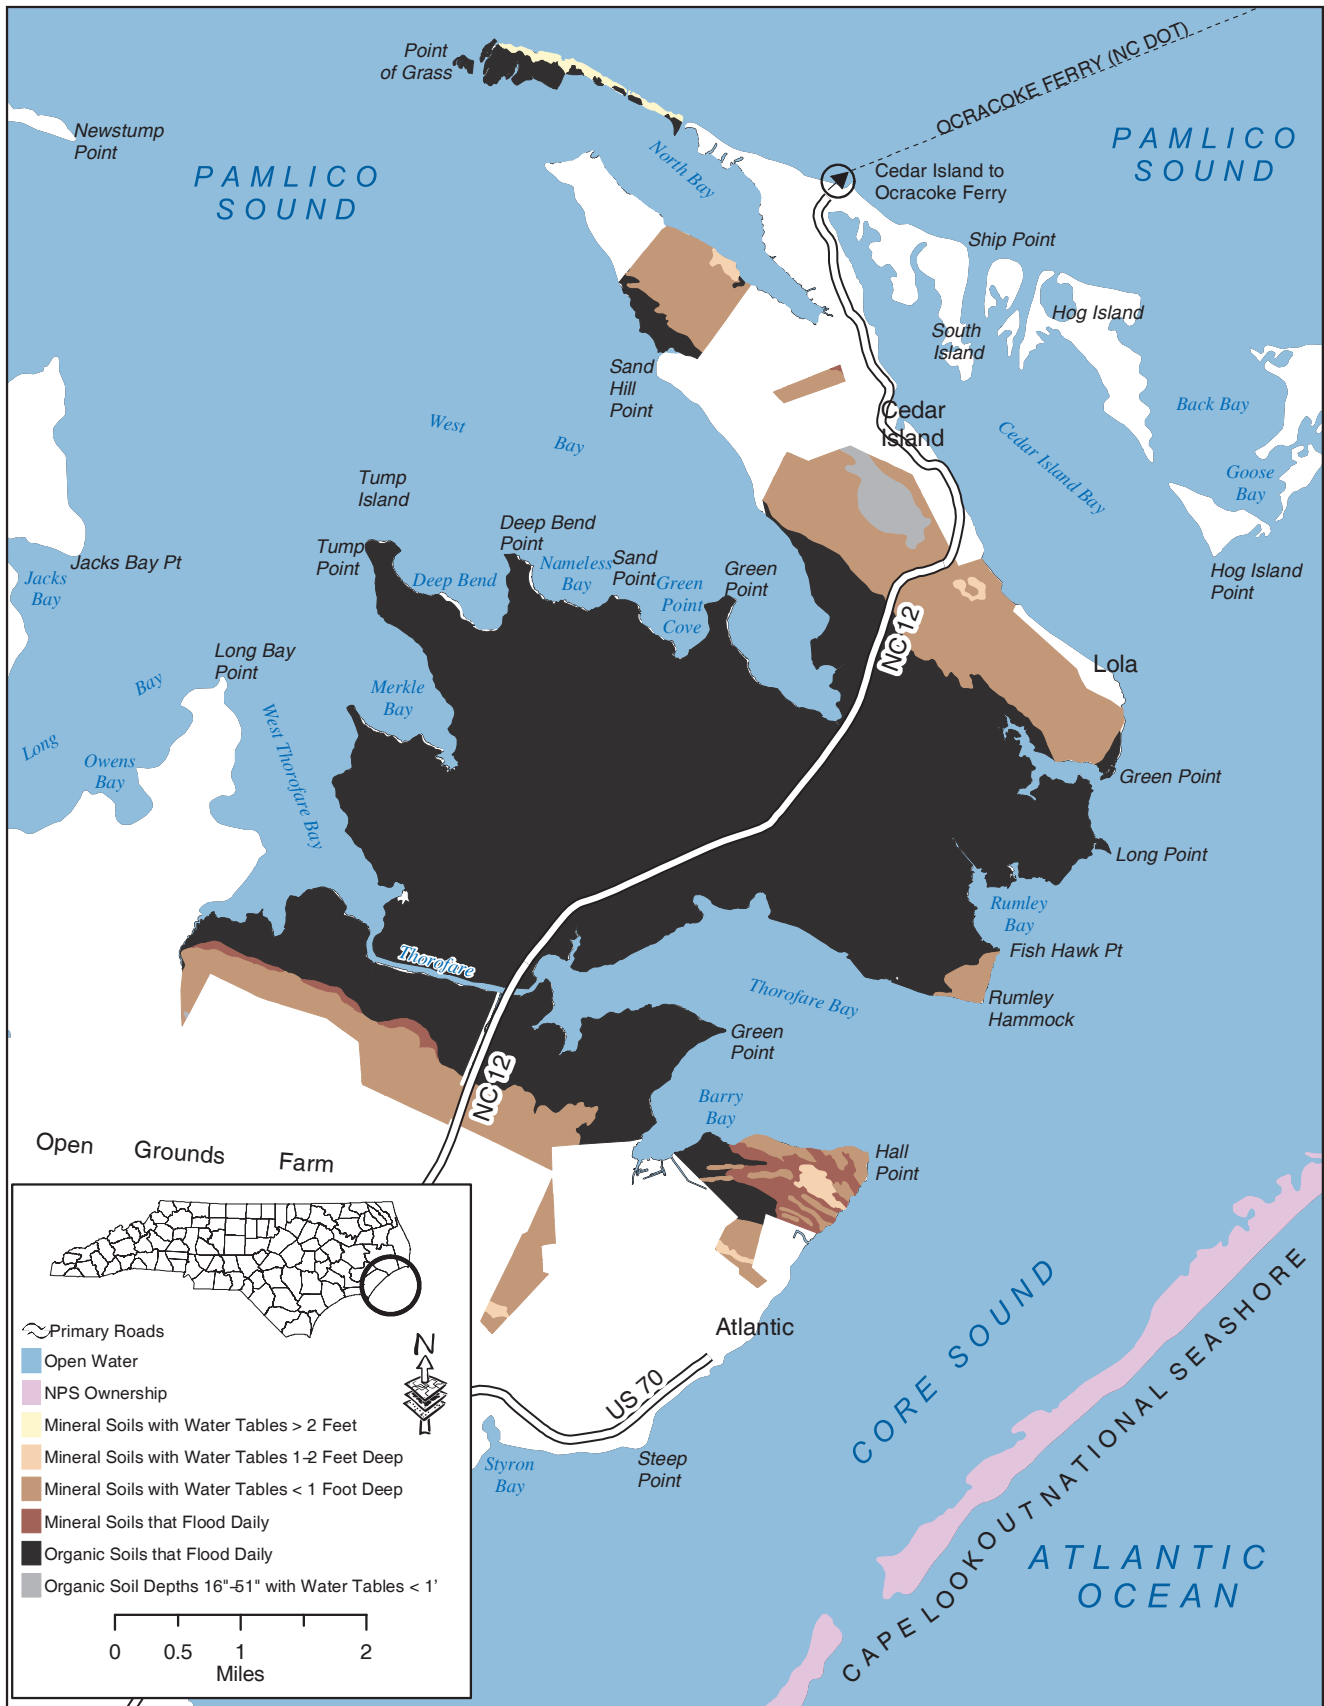 Point
of Grass
OCRACOKE FERRY (NC DOT)
Newstump
Point
PAMLICO
SOUND
PAMLICO
SOUND
North Bay
Cedar Island to
Ocracoke Ferry
Ship Point
Hog Island
South
Island
Sand
Hill
Point
Back Bay
West
Bay
Cedar
Island
Cedar Island Bay
Goose
Bay
Tump
Island
Deep Bend
Point
Tump
Point
Nameless
Bay
Sand
Point
Green
Point
Cove
Green
Point
Deep Bend
Jacks Bay Pt
Jacks
Bay
Hog Island
Point
NC 12
Lola
Long Bay
Point
Bay
Long
Merkle
Bay
West Thorofare Bay
Owens
Bay
Green Point
Long Point
Rumley
Bay
Fish Hawk Pt
Thorofare
Thorofare Bay
Rumley
Hammock
Green
Point
NC 12
Barry
Bay
Open Grounds Farm
Hall
Point
Atlantic
US 70
CORE SOUND
CAPE LOOKOUT NATIONAL SEASHORE
Styron
Bay
Steep
Point
ATLANTIC
OCEAN
N
Primary Roads
Open Water
NPS Ownership
Mineral Soils with Water Tables > 2 Feet
Mineral Soils with Water Tables 1-2 Feet Deep
Mineral Soils with Water Tables < 1 Foot Deep
Mineral Soils that Flood Daily
Organic Soils that Flood Daily
Organic Soil Depths 16"-51" with Water Tables < 1'
0 0.5 1 2
Miles